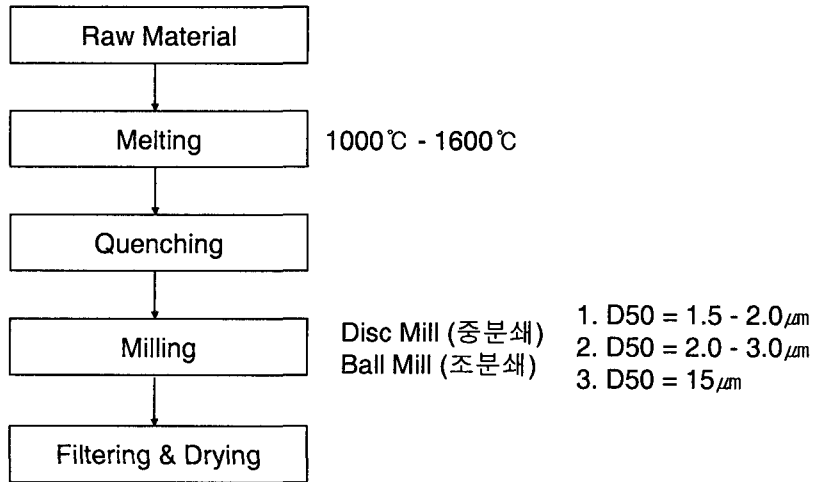 Raw Material
Melting
1000℃ - 1600℃
Quenching
Milling
Disc Mill (중분쇄)
Ball Mill (조분쇄)
1. D50 = 1.5 - 2.0㎛
2. D50 = 2.0 - 3.0㎛
3. D50 = 15㎛
Filtering & Drying